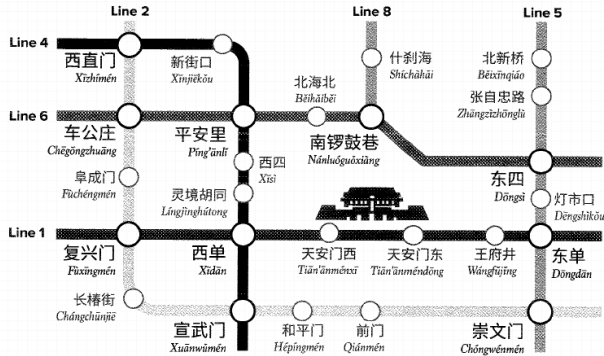 Line 2
Line 8
Line 5
Line 4
西直门
Xīzhímén
新街口
Xīnjiēkǒu
什刹海
Shíchàhǎi
北新桥
Běixīnqiáo
张自忠路
Zhāngzìzhōnglù
北海北
Běihǎiběi
Line 6
车公庄
Chēgōngzhuāng
平安里
Píng'ānlǐ
南锣鼓巷
Nánluógǔxiàng
西四
Xīsì
东四
Dōngsì
阜成门
Fùchéngmén
灵境胡同
Língjìnghútong
灯市口
Dēngshìkǒu
Line 1
复兴门
Fùxīngmén
西单
Xīdān
天安门西
Tiān'ānménxī
天安门东
Tiān'ānméndōng
王府井
Wángfǔjǐng
东单
Dōngdān
长椿街
Chángchūnjiē
宣武门
Xuānwǔmén
和平门
Hépíngmén
前门
Qiánmén
崇文门
Chóngwénmén